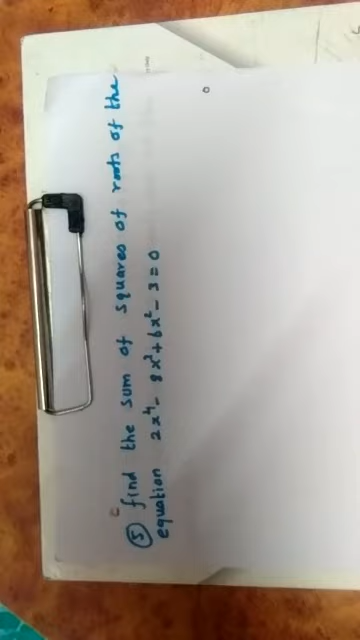 ⑤ find the sum of squares of roots of the
equation 2x⁴ - 8x³ + 6x² - 3 = 0